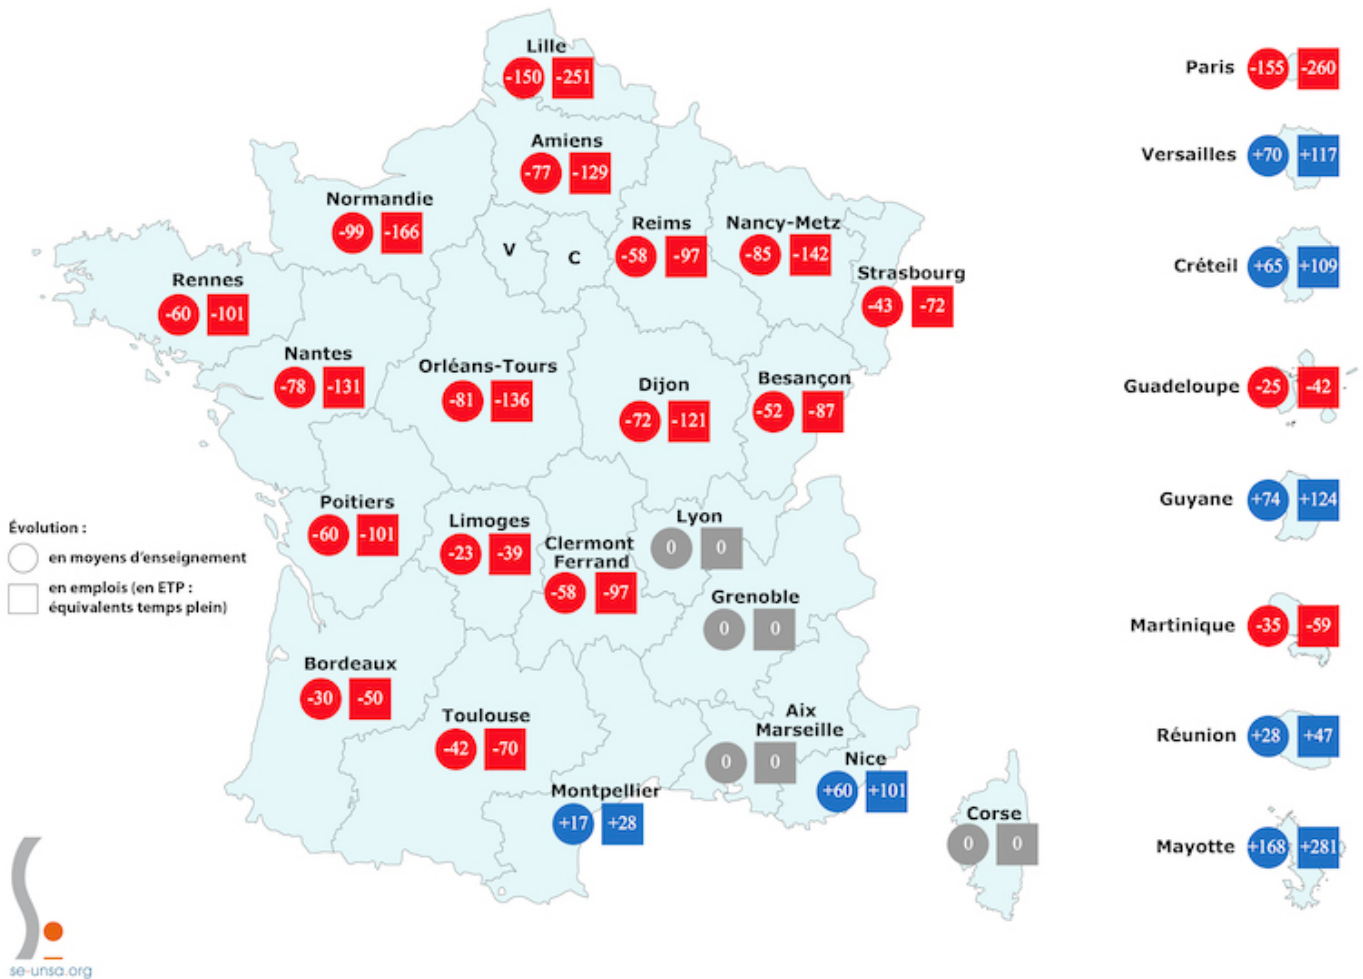 Lille
-150 -251
Amiens
-77 -129
Normandie
-99 -166
V
C
Reims
-58 -97
Nancy-Metz
-85 -142
Strasbourg
-43 -72
Rennes
-60 -101
Nantes
-78 -131
Orléans-Tours
-81 -136
Dijon
-72 -121
Besançon
-52 -87
Poitiers
-60 -101
Limoges
-23 -39
Clermont
Ferrand
-58 -97
Lyon
0 0
Grenoble
0 0
Bordeaux
-30 -50
Toulouse
-42 -70
Aix
Marseille
0 0
Nice
+60 +101
Montpellier
+17 +28
Corse
0 0
Paris -155 -260
Versailles +70 +117
Créteil +65 +109
Guadeloupe -25 -42
Guyane +74 +124
Martinique -35 -59
Réunion +28 +47
Mayotte +168 +281
Évolution :
en moyens d'enseignement
en emplois (en ETP :
équivalents temps plein)
se-unsa.org